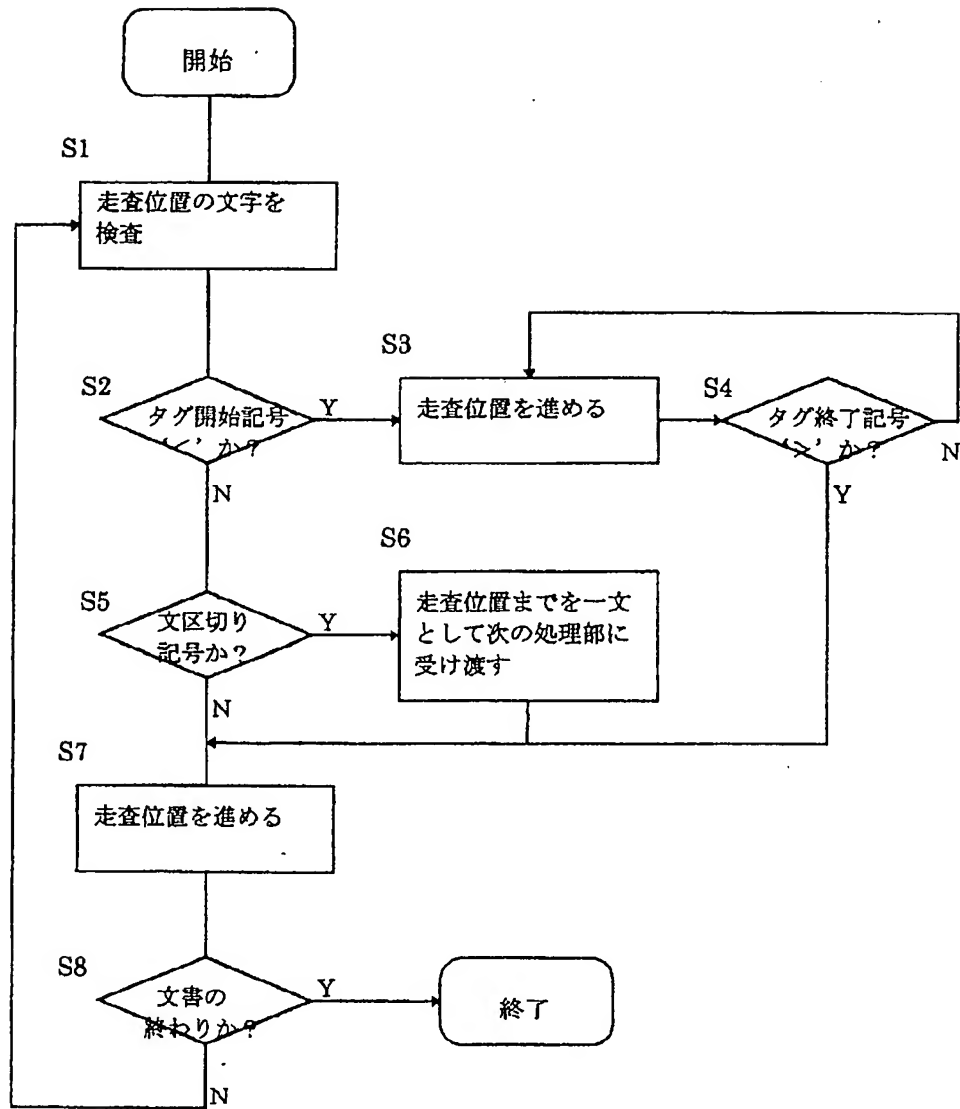 開始
S1
走査位置の文字を
検査
S2
タグ開始記号
'<' か?
Y
N
S3
走査位置を進める
S4
タグ終了記号
'>' か?
N
Y
S5
文区切り
記号か?
Y
N
S6
走査位置までを一文
として次の処理部に
受け渡す
S7
走査位置を進める
S8
文書の
終わりか?
Y
N
終了